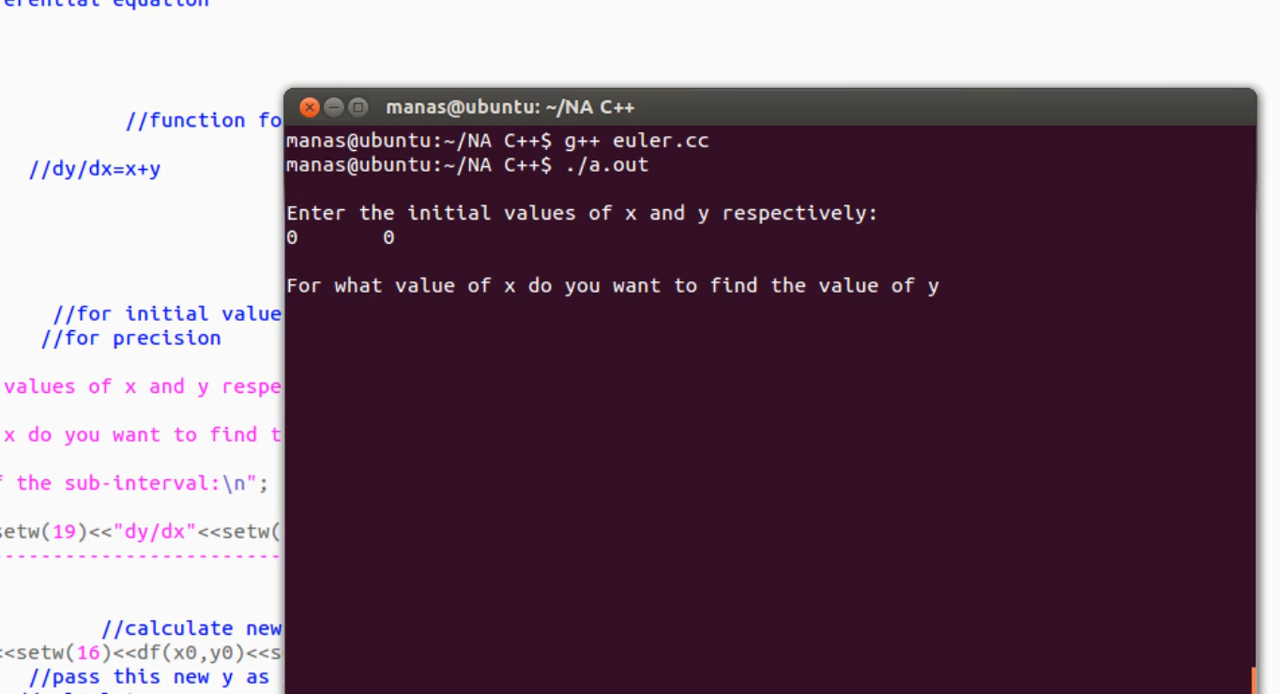 erential equation
//function fo
//dy/dx=x+y
//for initial value
//for precision
values of x and y respe
x do you want to find t
f the sub-interval:\n";
setw(19)<<"dy/dx"<<setw(
-----------------------
//calculate new
<<setw(16)<<df(x0,y0)<<s
//pass this new y as
manas@ubuntu: ~/NA C++
manas@ubuntu:~/NA C++$ g++ euler.cc
manas@ubuntu:~/NA C++$ ./a.out
Enter the initial values of x and y respectively:
0 0
For what value of x do you want to find the value of y